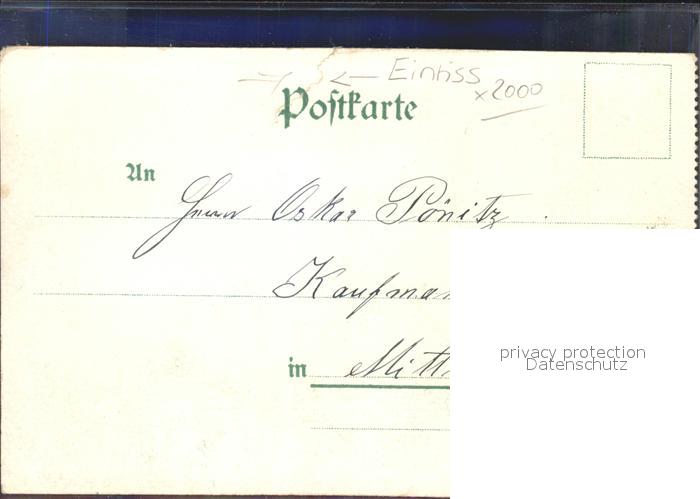 Einriss
x 2000
Postkarte
An
Herrn Oskar Pönitz
Kaufman
in Mitt
privacy protection
Datenschutz